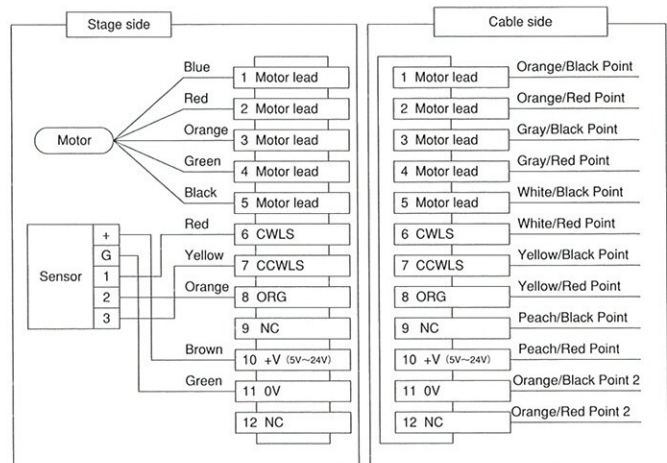 Stage side
Cable side
Blue
1 Motor lead
Red
2 Motor lead
Orange
3 Motor lead
Green
4 Motor lead
Black
5 Motor lead
Motor
Red
6 CWLS
Yellow
7 CCWLS
Orange
8 ORG
9 NC
Brown
10 +V (5V~24V)
Green
11 0V
12 NC
Sensor
+
G
1
2
3
1 Motor lead
Orange/Black Point
2 Motor lead
Orange/Red Point
3 Motor lead
Gray/Black Point
4 Motor lead
Gray/Red Point
5 Motor lead
White/Black Point
6 CWLS
White/Red Point
7 CCWLS
Yellow/Black Point
8 ORG
Yellow/Red Point
9 NC
Peach/Black Point
10 +V (5V~24V)
Peach/Red Point
11 0V
Orange/Black Point 2
12 NC
Orange/Red Point 2